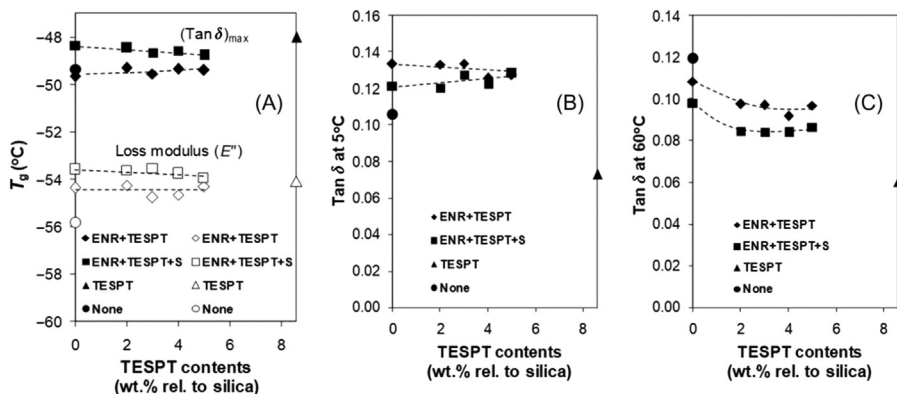 −48
−49
−50
−53
−54
−56
−58
−60
Tg (°C)
(Tan δ)max
(A)
Loss modulus (E″)
ENR+TESPT
ENR+TESPT
ENR+TESPT+S
ENR+TESPT+S
TESPT
TESPT
None
None
0 2 4 6 8
TESPT contents
(wt.% rel. to silica)
0.16
0.14
0.12
0.10
0.08
0.06
0.04
0.02
0.00
Tan δ at 5°C
(B)
ENR+TESPT
ENR+TESPT+S
TESPT
None
0 2 4 6 8
TESPT contents
(wt.% rel. to silica)
0.14
0.12
0.10
0.08
0.06
0.04
0.02
0.00
Tan δ at 60°C
(C)
ENR+TESPT
ENR+TESPT+S
TESPT
None
0 2 4 6 8
TESPT contents
(wt.% rel. to silica)